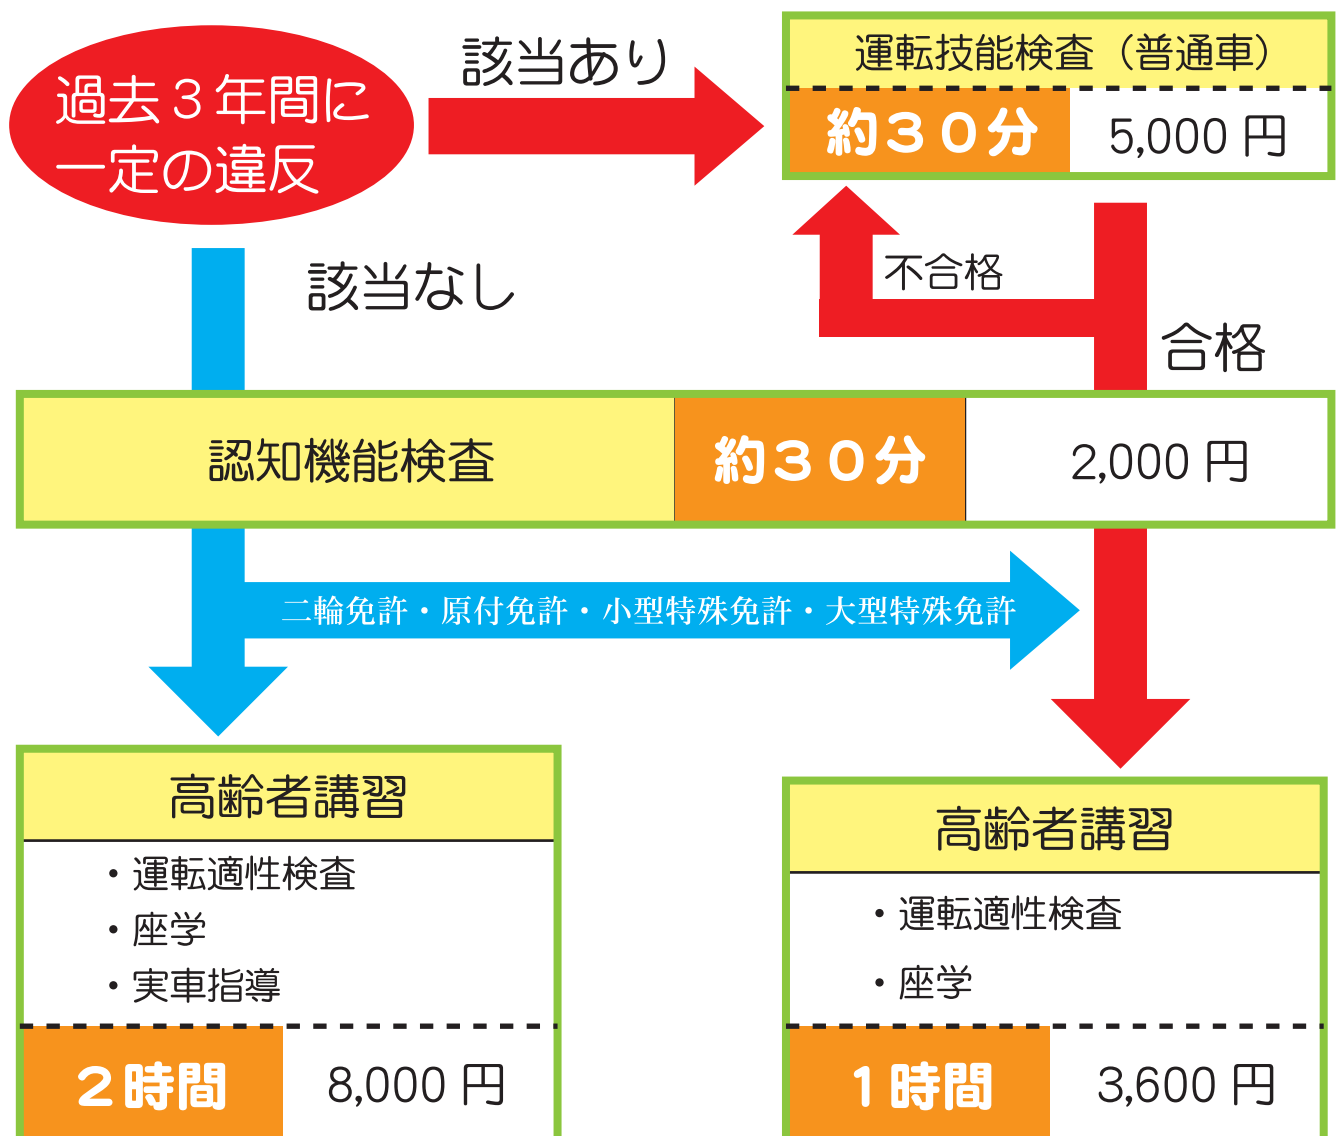 過去３年間に
一定の違反
該当あり
運転技能検査（普通車）
約３０分
5,000 円
該当なし
不合格
合格
認知機能検査
約３０分
2,000 円
二輪免許・原付免許・小型特殊免許・大型特殊免許
高齢者講習
・運転適性検査
・座学
・実車指導
２時間
8,000 円
高齢者講習
・運転適性検査
・座学
１時間
3,600 円